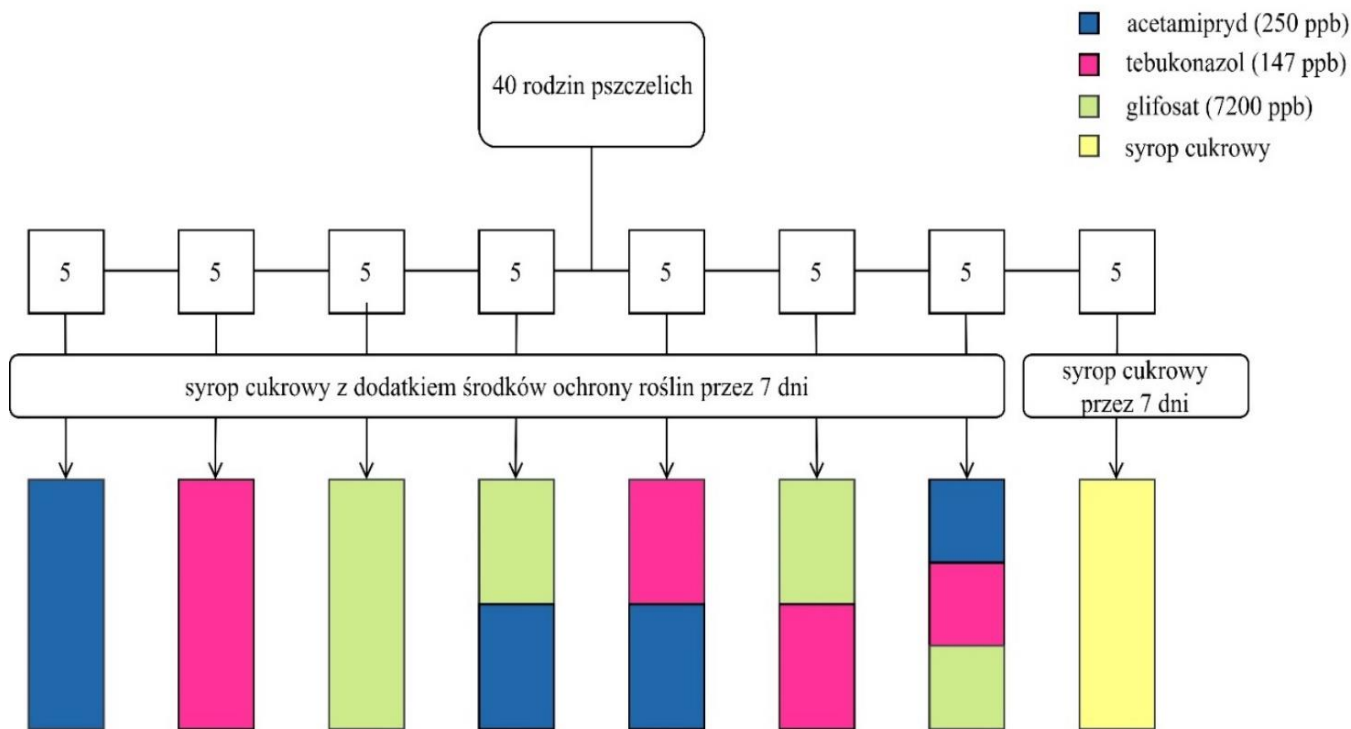 acetamipryd (250 ppb)
tebukonazol (147 ppb)
glifosat (7200 ppb)
syrop cukrowy
40 rodzin pszczelich
5 5 5 5 5 5 5 5
syrop cukrowy z dodatkiem środków ochrony roślin przez 7 dni
syrop cukrowy
przez 7 dni